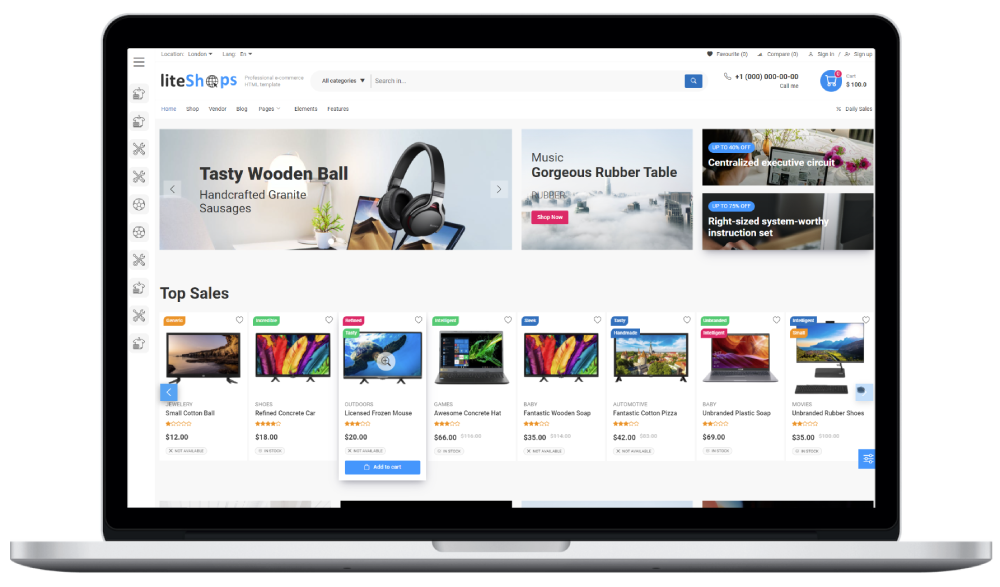 Location: London Lang: En
Favourite (0) Compare (0) Sign in / Sign up
liteShops
Professional e-commerce
HTML template
All categories Search in...
+1 (000) 000-00-00
Call me
0
Cart
$ 100.0
Home Shop Vendor Blog Pages Elements Features
% Daily Sales
Tasty Wooden Ball
Handcrafted Granite
Sausages
Music
Gorgeous Rubber Table
RUBBER
Shop Now
UP TO 40% OFF
Centralized executive circuit
UP TO 75% OFF
Right-sized system-worthy
instruction set
Top Sales
Generic
Incredible
Refined
Tasty
Intelligent
Sleek
Tasty
Handmade
Unbranded
Intelligent
Intelligent
Small
JEWELERY
Small Cotton Ball
$12.00
NOT AVAILABLE
SHOES
Refined Concrete Car
$18.00
IN STOCK
OUTDOORS
Licensed Frozen Mouse
$20.00
NOT AVAILABLE
Add to cart
GAMES
Awesome Concrete Hat
$66.00 $116.00
IN STOCK
BABY
Fantastic Wooden Soap
$35.00 $114.00
NOT AVAILABLE
AUTOMOTIVE
Fantastic Cotton Pizza
$42.00
NOT AVAILABLE
BABY
Unbranded Plastic Soap
$69.00
IN STOCK
MOVIES
Unbranded Rubber Shoes
$35.00
IN STOCK